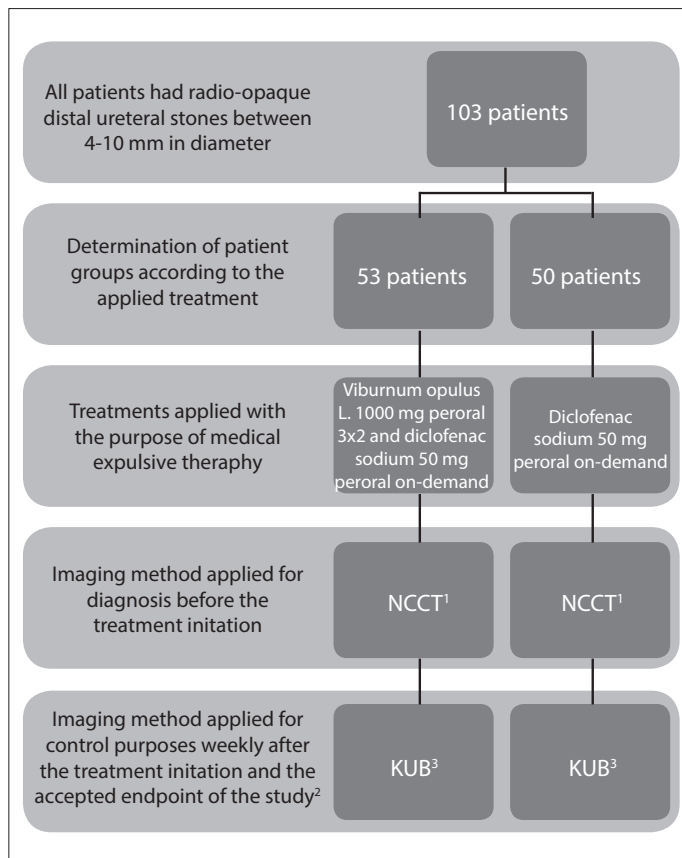 All patients had radio-opaque
distal ureteral stones between
4-10 mm in diameter
103 patients
Determination of patient
groups according to the
applied treatment
53 patients
50 patients
Treatments applied with
the purpose of medical
expulsive theraphy
Viburnum opulus
L. 1000 mg peroral
3x2 and diclofenac
sodium 50 mg
peroral on-demand
Diclofenac
sodium 50 mg
peroral on-demand
Imaging method applied for
diagnosis before the
treatment initation
NCCT¹
NCCT¹
Imaging method applied for
control purposes weekly after
the treatment initation and the
accepted endpoint of the study²
KUB³
KUB³